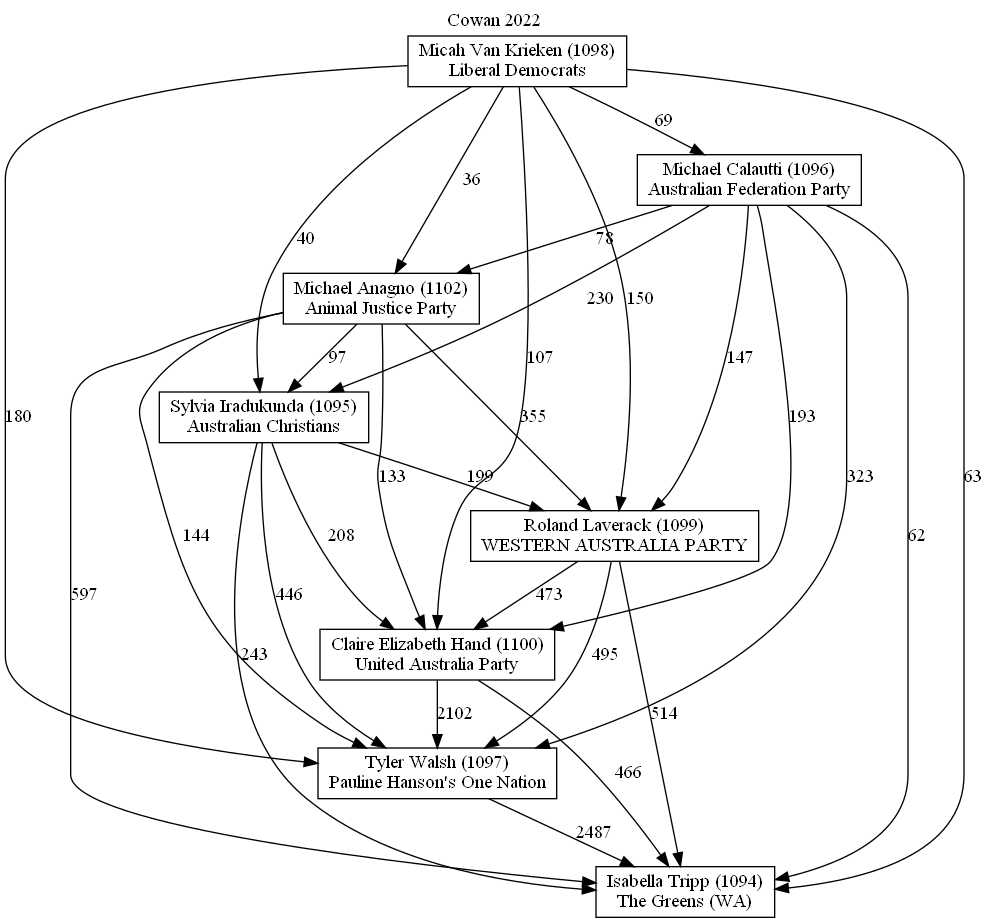 Cowan 2022
Micah Van Krieken (1098)
Liberal Democrats
69
Michael Calautti (1096)
Australian Federation Party
36
40
78
Michael Anagno (1102)
Animal Justice Party
230
150
97
107
147
Sylvia Iradukunda (1095)
Australian Christians
180
355
193
133
199
323
63
Roland Laverack (1099)
WESTERN AUSTRALIA PARTY
144
208
62
597
446
473
Claire Elizabeth Hand (1100)
United Australia Party
243
495
2102
514
Tyler Walsh (1097)
Pauline Hanson's One Nation
466
2487
Isabella Tripp (1094)
The Greens (WA)